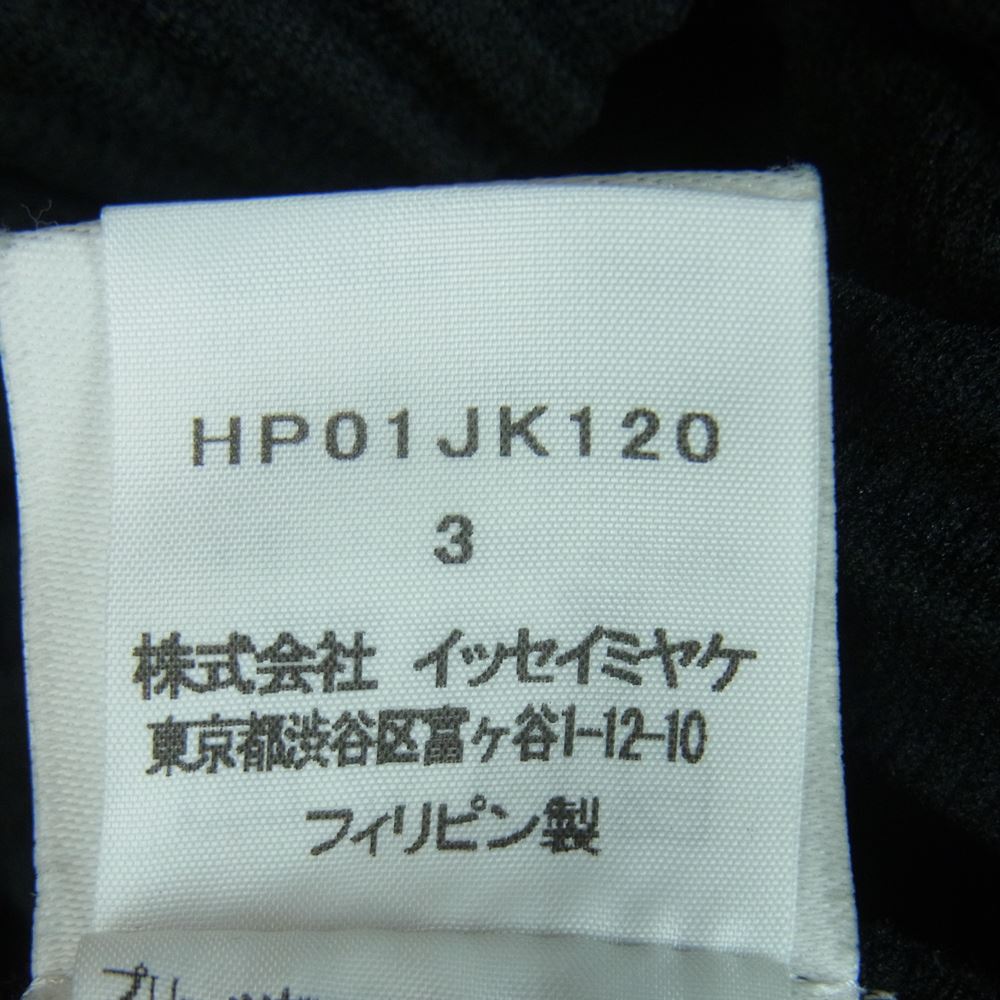 HP01JK120
3
株式会社 イッセイミヤケ
東京都渋谷区富ヶ谷1-12-10
フィリピン製